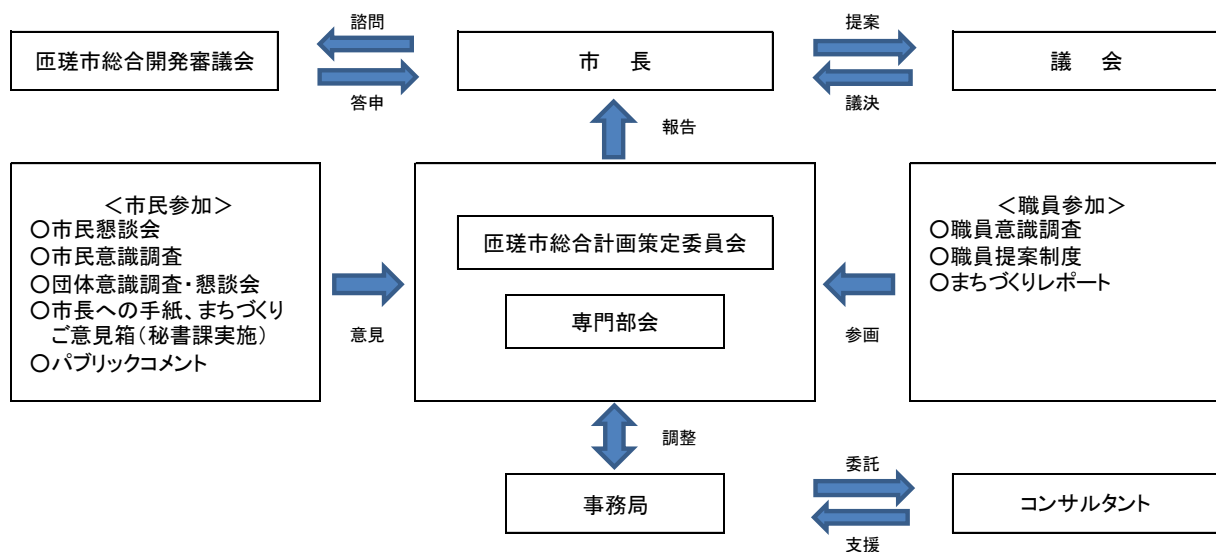 諮問
提案
匝瑳市総合開発審議会
市　長
議　会
答申
議決
報告
＜市民参加＞
○市民懇談会
○市民意識調査
○団体意識調査・懇談会
○市長への手紙、まちづくり
ご意見箱（秘書課実施）
○パブリックコメント
意見
匝瑳市総合計画策定委員会
専門部会
＜職員参加＞
○職員意識調査
○職員提案制度
○まちづくりレポート
参画
調整
事務局
委託
支援
コンサルタント